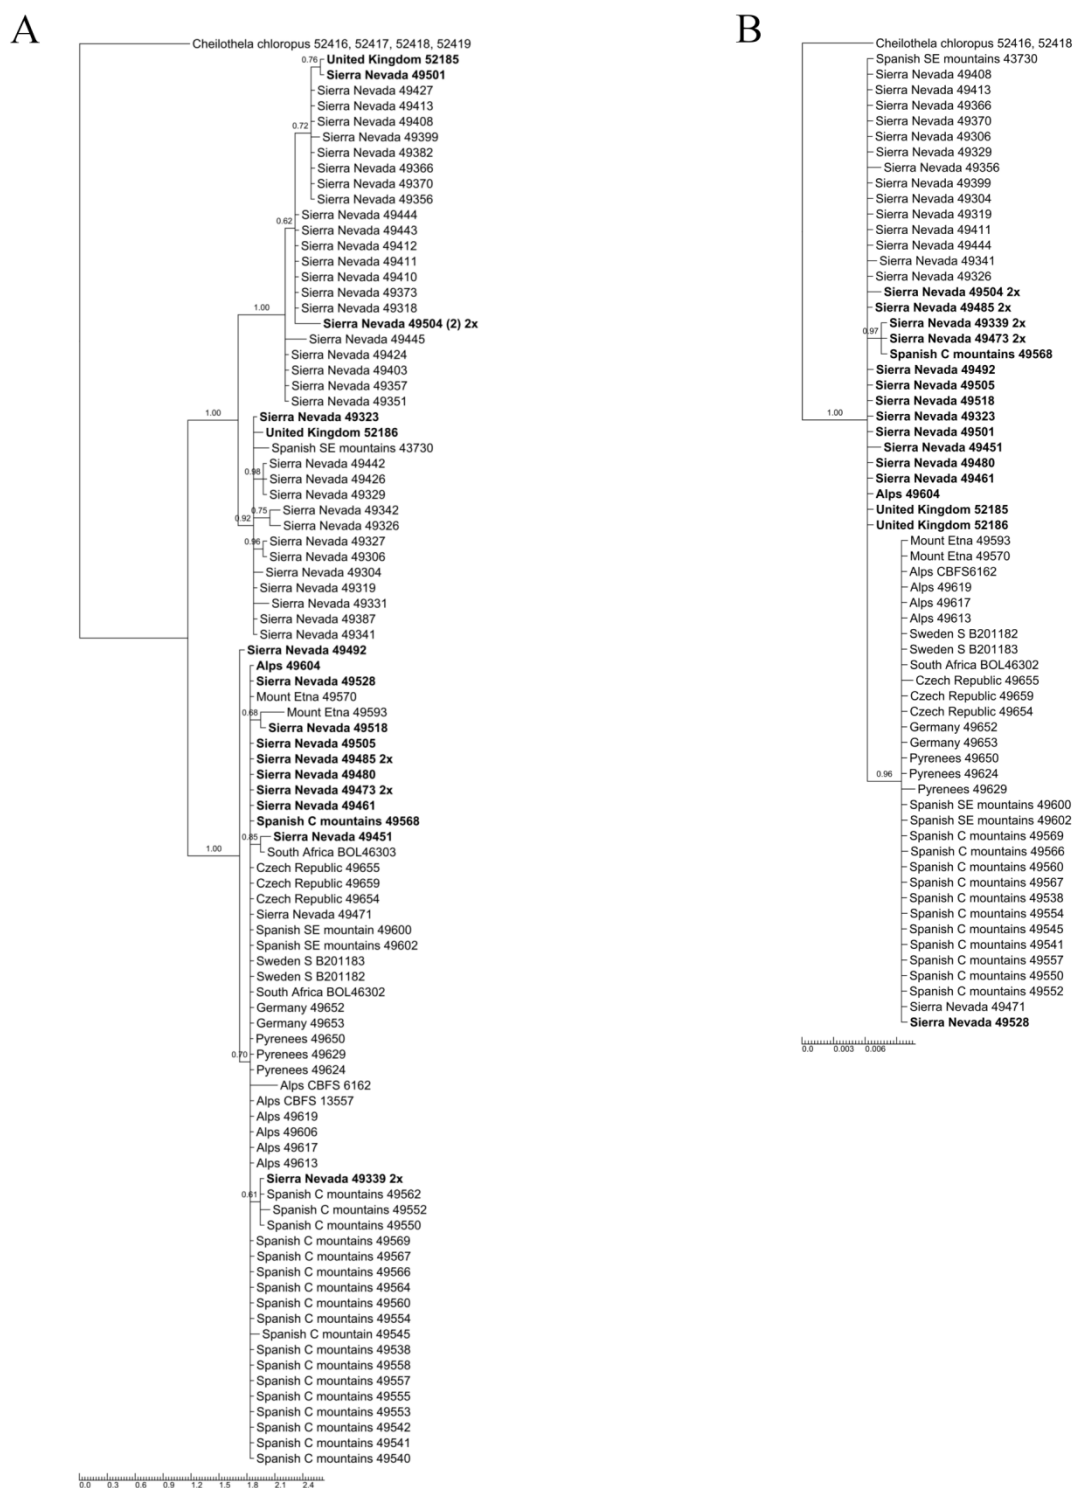 A
Cheilothela chloropus 52416, 52417, 52418, 52419
0.76
United Kingdom 52185
Sierra Nevada 49501
Sierra Nevada 49427
Sierra Nevada 49413
0.72
Sierra Nevada 49408
Sierra Nevada 49399
Sierra Nevada 49382
Sierra Nevada 49366
Sierra Nevada 49370
Sierra Nevada 49356
Sierra Nevada 49444
0.62
Sierra Nevada 49443
Sierra Nevada 49412
Sierra Nevada 49411
Sierra Nevada 49410
Sierra Nevada 49373
1.00
Sierra Nevada 49318
Sierra Nevada 49504 (2) 2x
Sierra Nevada 49445
Sierra Nevada 49424
Sierra Nevada 49403
Sierra Nevada 49357
Sierra Nevada 49351
1.00
Sierra Nevada 49323
United Kingdom 52186
Spanish SE mountains 43730
Sierra Nevada 49442
0.98
Sierra Nevada 49426
Sierra Nevada 49329
0.75
Sierra Nevada 49342
0.92
Sierra Nevada 49326
Sierra Nevada 49327
0.96
Sierra Nevada 49306
Sierra Nevada 49304
Sierra Nevada 49319
Sierra Nevada 49331
Sierra Nevada 49387
Sierra Nevada 49341
Sierra Nevada 49492
Alps 49604
Sierra Nevada 49528
Mount Etna 49570
0.68
Mount Etna 49593
Sierra Nevada 49518
Sierra Nevada 49505
Sierra Nevada 49485 2x
Sierra Nevada 49480
Sierra Nevada 49473 2x
Sierra Nevada 49461
Spanish C mountains 49568
0.85
Sierra Nevada 49451
1.00
South Africa BOL46303
Czech Republic 49655
Czech Republic 49659
Czech Republic 49654
Sierra Nevada 49471
Spanish SE mountain 49600
Spanish SE mountains 49602
Sweden S B201183
Sweden S B201182
South Africa BOL46302
Germany 49652
Germany 49653
Pyrenees 49650
0.70
Pyrenees 49629
Pyrenees 49624
Alps CBFS 6162
Alps CBFS 13557
Alps 49619
Alps 49606
Alps 49617
Alps 49613
Sierra Nevada 49339 2x
0.61
Spanish C mountains 49562
Spanish C mountains 49552
Spanish C mountains 49550
Spanish C mountains 49569
Spanish C mountains 49567
Spanish C mountains 49566
Spanish C mountains 49564
Spanish C mountains 49560
Spanish C mountains 49554
Spanish C mountain 49545
Spanish C mountains 49538
Spanish C mountains 49558
Spanish C mountains 49557
Spanish C mountains 49555
Spanish C mountains 49553
Spanish C mountains 49542
Spanish C mountains 49541
Spanish C mountains 49540
0.0 0.3 0.6 0.9 1.2 1.5 1.8 2.1 2.4
B
Cheilothela chloropus 52416, 52418
Spanish SE mountains 43730
Sierra Nevada 49408
Sierra Nevada 49413
Sierra Nevada 49366
Sierra Nevada 49370
Sierra Nevada 49306
Sierra Nevada 49329
Sierra Nevada 49356
Sierra Nevada 49399
Sierra Nevada 49304
Sierra Nevada 49319
Sierra Nevada 49411
Sierra Nevada 49444
Sierra Nevada 49341
Sierra Nevada 49326
Sierra Nevada 49504 2x
Sierra Nevada 49485 2x
Sierra Nevada 49339 2x
0.97
Sierra Nevada 49473 2x
Spanish C mountains 49568
Sierra Nevada 49492
Sierra Nevada 49505
Sierra Nevada 49518
1.00
Sierra Nevada 49323
Sierra Nevada 49501
Sierra Nevada 49451
Sierra Nevada 49480
Sierra Nevada 49461
Alps 49604
United Kingdom 52185
United Kingdom 52186
Mount Etna 49593
Mount Etna 49570
Alps CBFS6162
Alps 49619
Alps 49617
Alps 49613
Sweden S B201182
Sweden S B201183
South Africa BOL46302
Czech Republic 49655
Czech Republic 49659
Czech Republic 49654
Germany 49652
Germany 49653
Pyrenees 49650
0.96
Pyrenees 49624
Pyrenees 49629
Spanish SE mountains 49600
Spanish SE mountains 49602
Spanish C mountains 49569
Spanish C mountains 49566
Spanish C mountains 49560
Spanish C mountains 49567
Spanish C mountains 49538
Spanish C mountains 49554
Spanish C mountains 49545
Spanish C mountains 49541
Spanish C mountains 49557
Spanish C mountains 49550
Spanish C mountains 49552
Sierra Nevada 49471
Sierra Nevada 49528
0.0 0.003 0.006